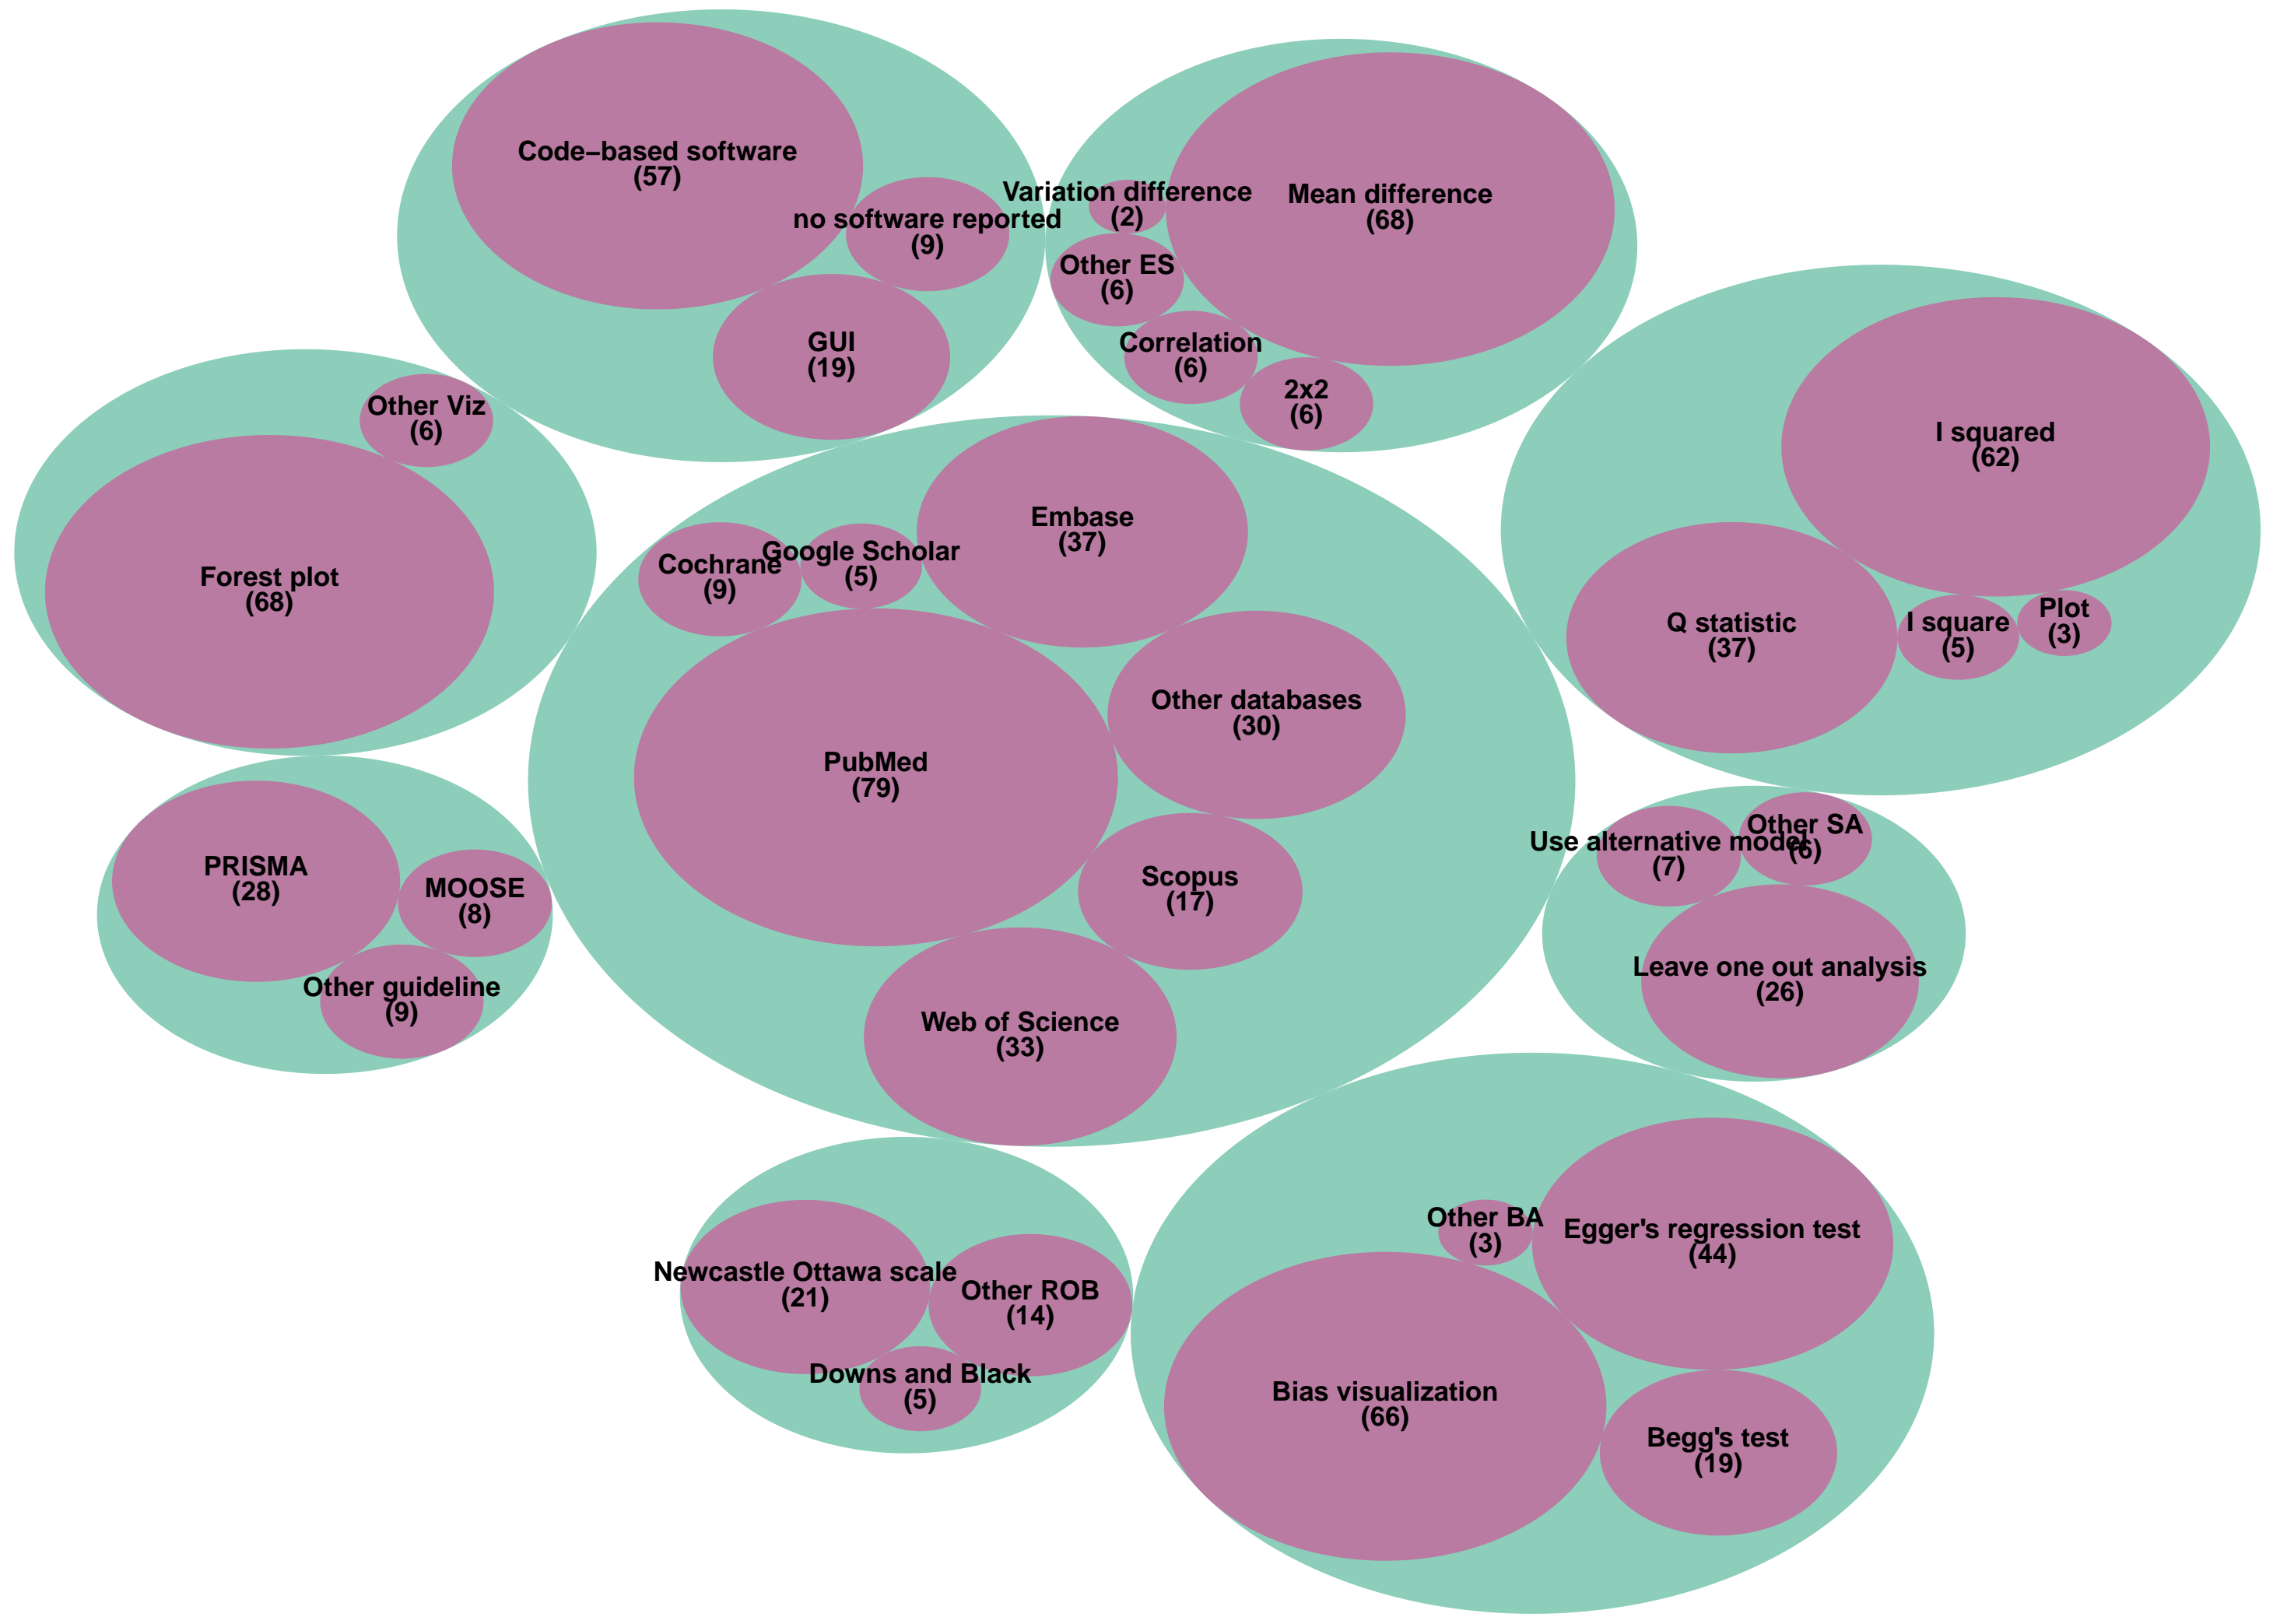 Code−based software
(57)
no software reported
(9)
GUI
(19)
Variation difference
(2)
Mean difference
(68)
Other ES
(6)
Correlation
(6)
2x2
(6)
Other Viz
(6)
Forest plot
(68)
I squared
(62)
Q statistic
(37)
I square
(5)
Plot
(3)
Embase
(37)
Cochrane
(9)
Google Scholar
(5)
Other databases
(30)
PubMed
(79)
Scopus
(17)
Web of Science
(33)
PRISMA
(28)
MOOSE
(8)
Other guideline
(9)
Use alternative model
(7)
Other SA
(6)
Leave one out analysis
(26)
Newcastle Ottawa scale
(21)
Other ROB
(14)
Downs and Black
(5)
Other BA
(3)
Egger's regression test
(44)
Bias visualization
(66)
Begg's test
(19)